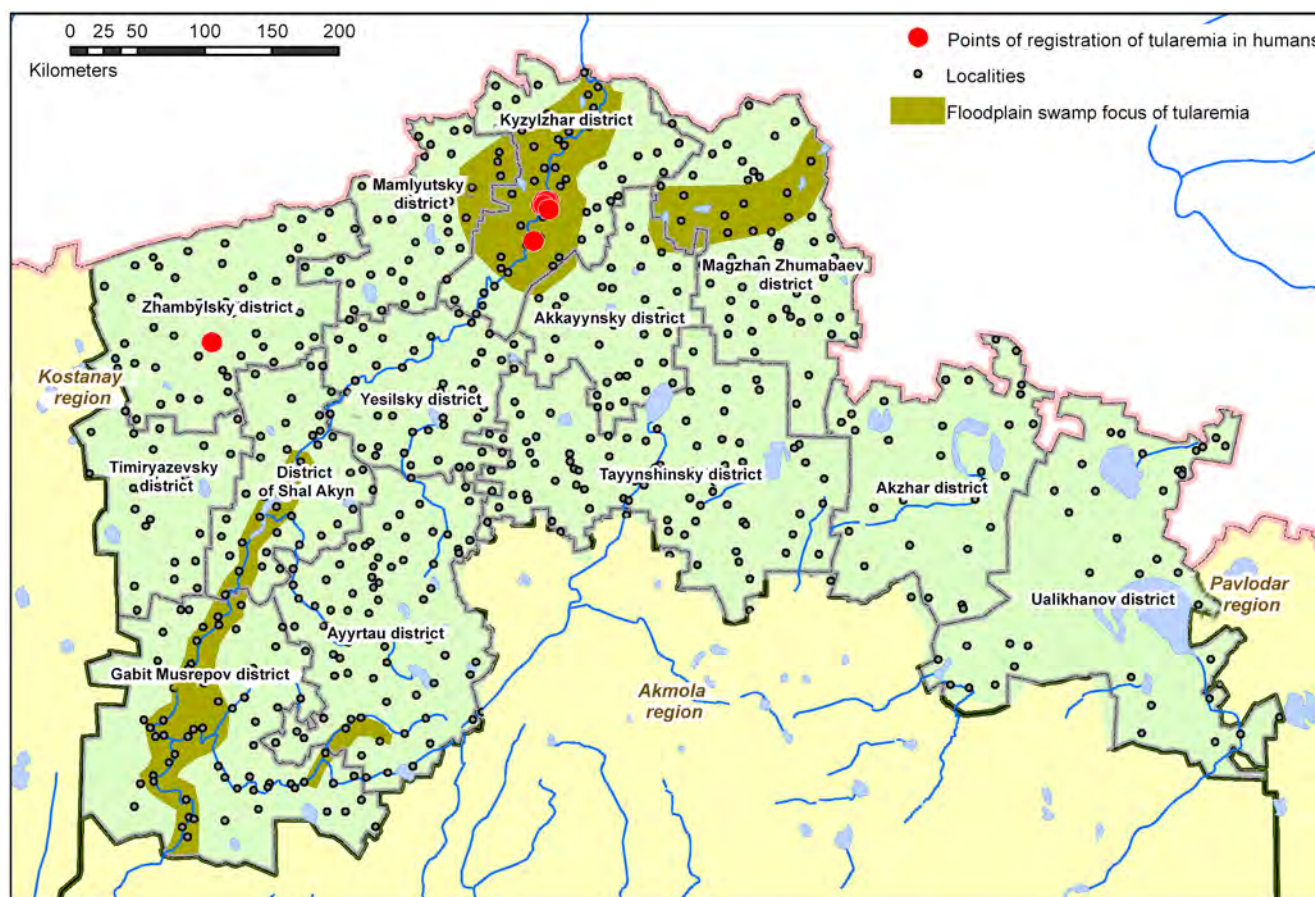 0 25 50 100 150 200
Kilometers
Points of registration of tularemia in humans
Localities
Floodplain swamp focus of tularemia
Kyzylzhar district
Mamlyutsky
district
Magzhan Zhumabaev
district
Zhambylsky district
Akkayynsky district
Kostanay
region
Yesilsky district
Timiryazevsky
district
District
of Shal Akyn
Tayynshinsky district
Akzhar district
Ualikhanov district
Pavlodar
region
Ayyrtau district
Gabit Musrepov district
Akmola
region